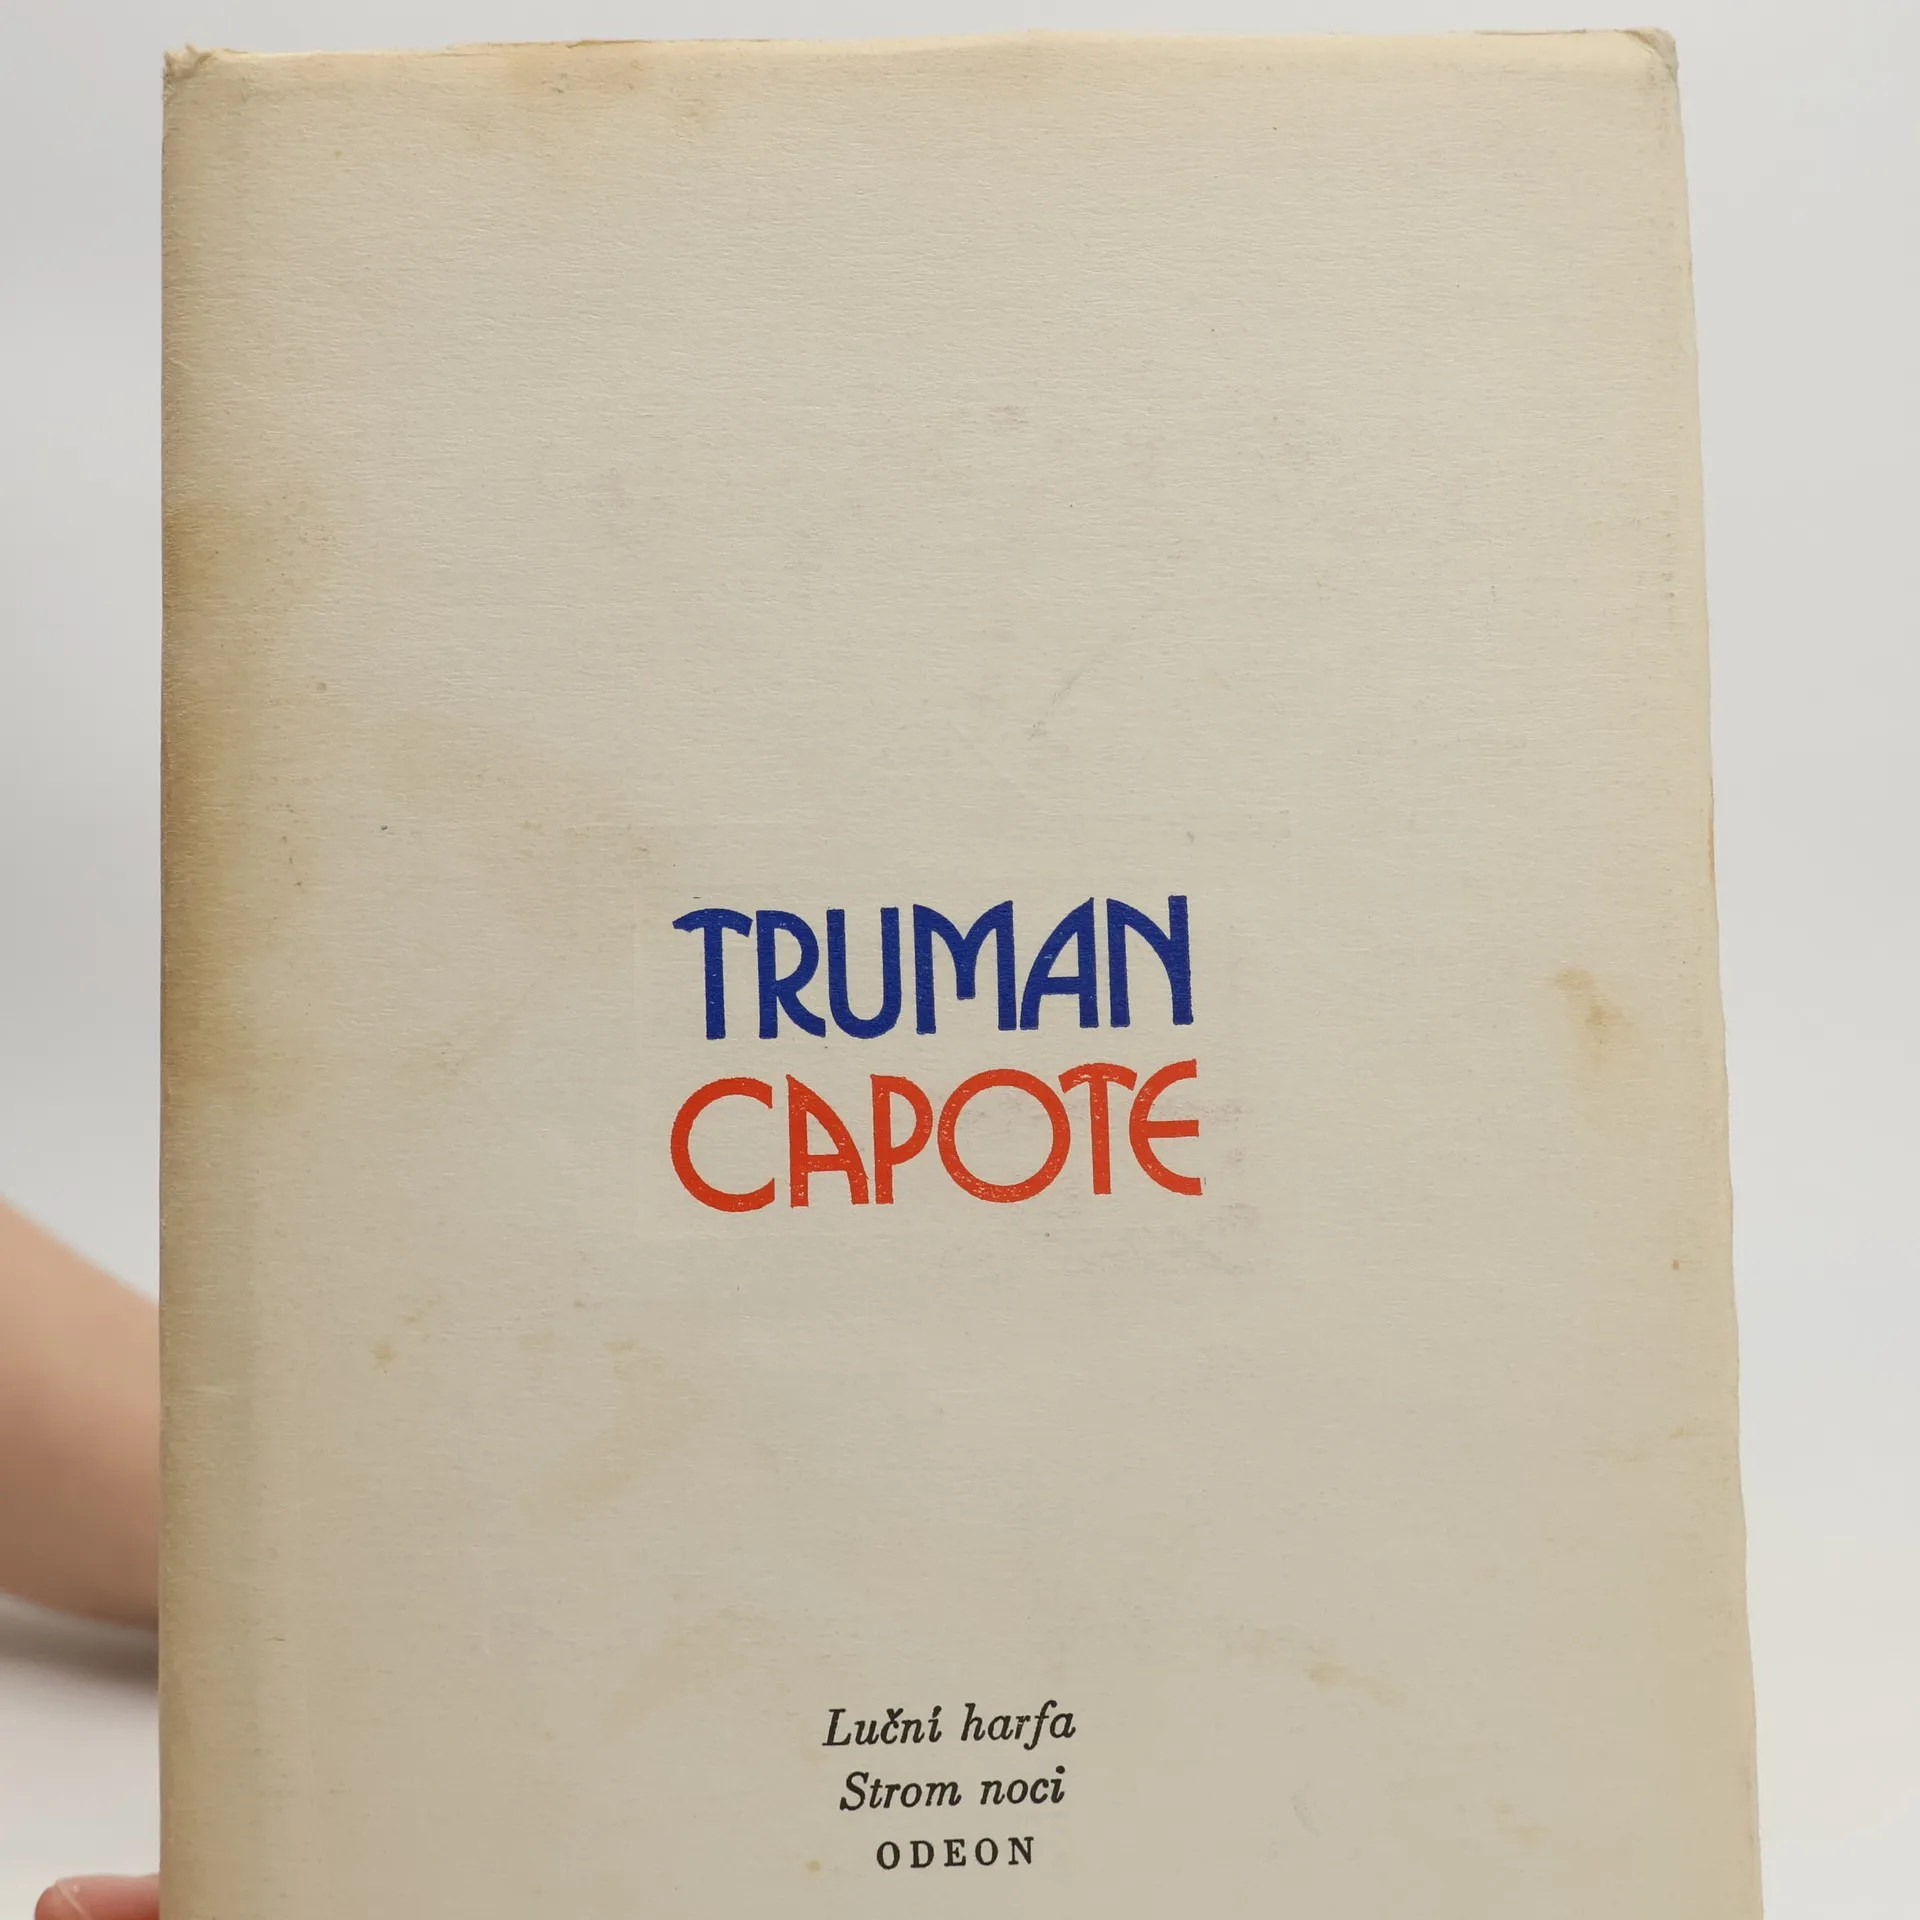 TRUMAN
CAPOTE
Luční harfa
Strom noci
ODEON